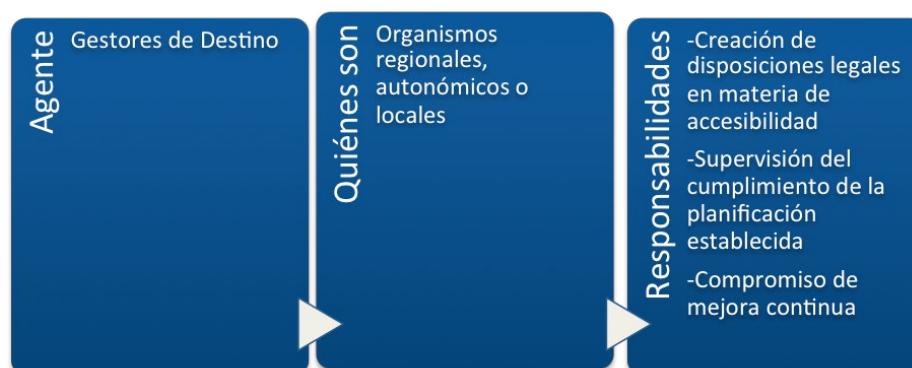 Agente
Gestores de Destino
Quiénes son
Organismos
regionales,
autonómicos o
locales
Responsabilidades
-Creación de
disposiciones legales
en materia de
accesibilidad
-Supervisión del
cumplimiento de la
planificación
establecida
-Compromiso de
mejora continua